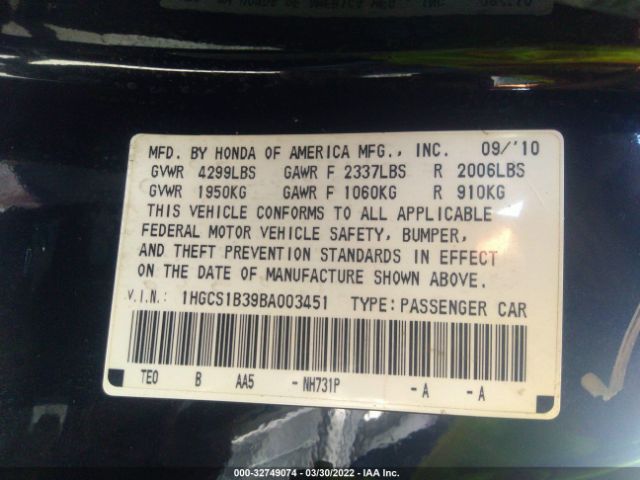 MFD. BY HONDA OF AMERICA MFG., INC. 09/'10
GVWR 4299LBS GAWR F 2337LBS R 2006LBS
GVWR 1950KG GAWR F 1060KG R 910KG
THIS VEHICLE CONFORMS TO ALL APPLICABLE
FEDERAL MOTOR VEHICLE SAFETY, BUMPER,
AND THEFT PREVENTION STANDARDS IN EFFECT
ON THE DATE OF MANUFACTURE SHOWN ABOVE.
V.I.N.: 1HGCS1B39BA003451 TYPE:PASSENGER CAR
TE0 B AA5 -NH731P -A -A
000-32749074 - 03/30/2022 - IAA Inc.